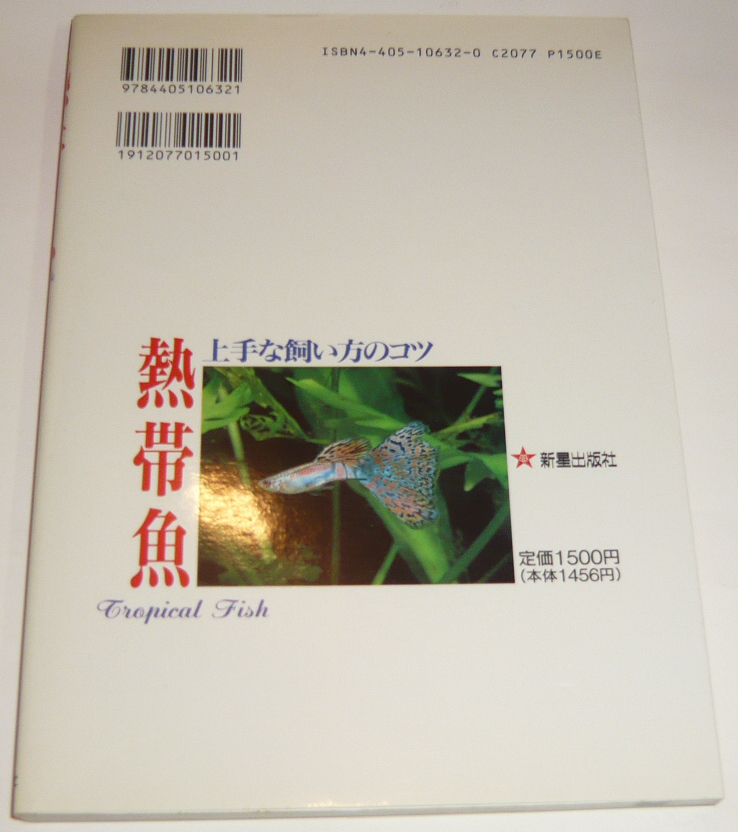 ISBN4-405-10632-0 C2077 P1500E
9784405106321
1912077015001
上手な飼い方のコツ
熱帯魚
Tropical Fish
新星出版社
定価1500円
(本体1456円)